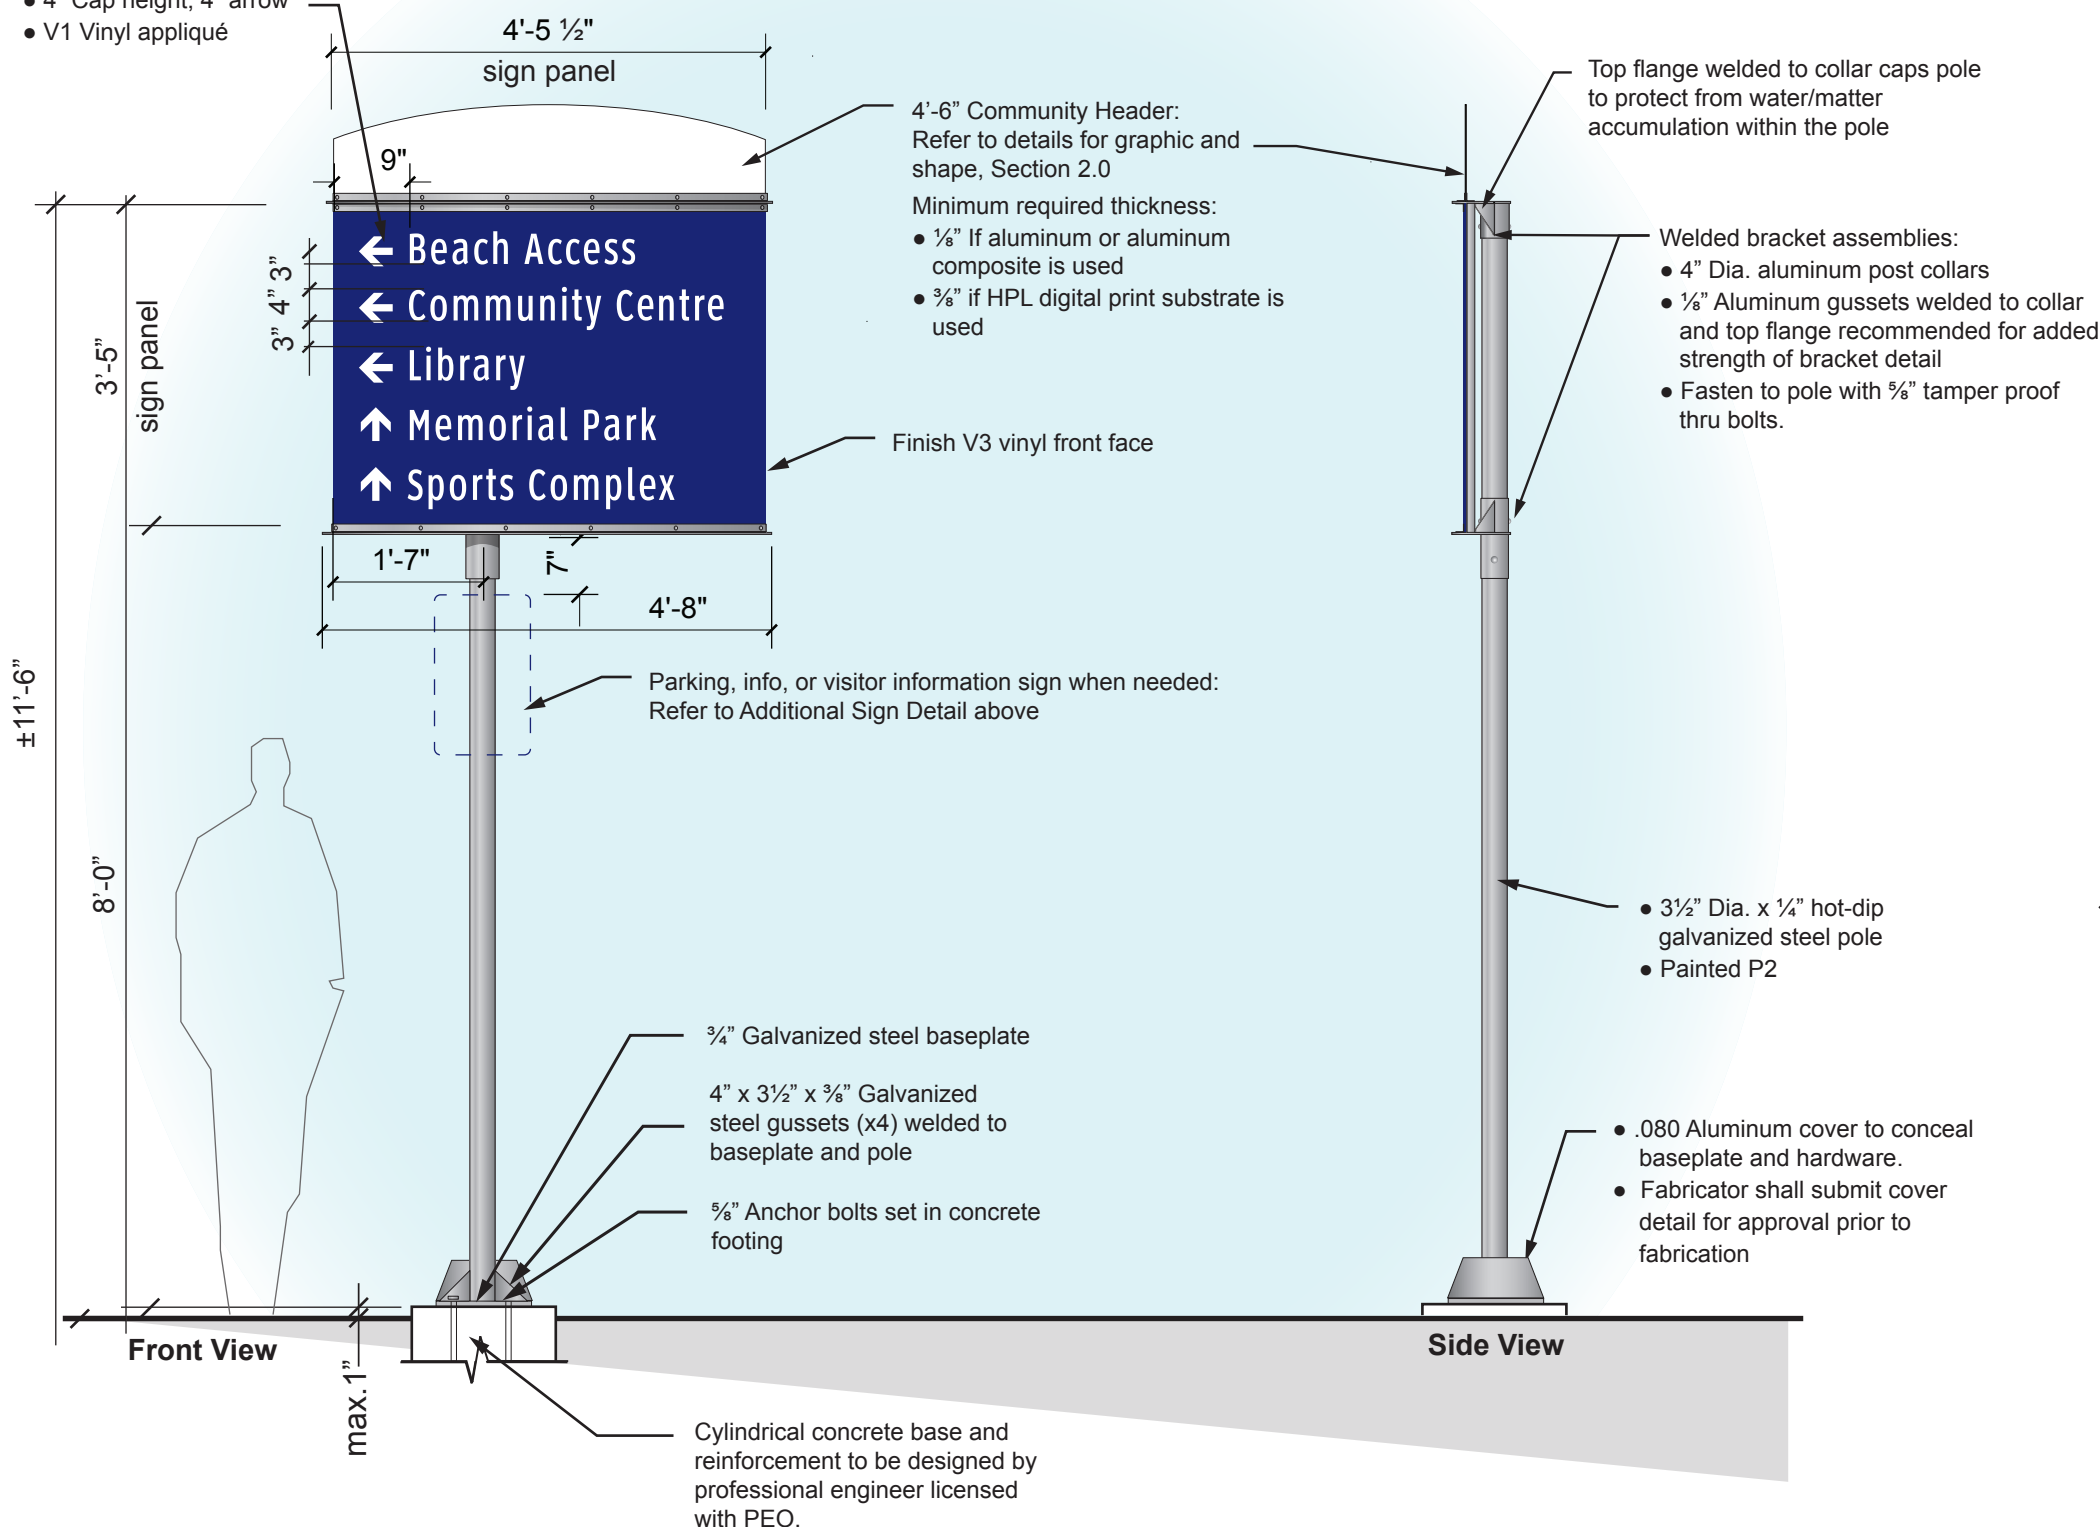 ● 4” Cap height, 4” arrow
● V1 Vinyl appliqué
4'-5 ½"
sign panel
9"
Beach Access
Community Centre
Library
Memorial Park
Sports Complex
3” 4” 3”
3’-5”
sign panel
±11’-6”
8’-0”
1'-7"
7"
4'-8"
4’-6” Community Header:
Refer to details for graphic and
shape, Section 2.0
Minimum required thickness:
● ⅛” If aluminum or aluminum
composite is used
● ⅜” if HPL digital print substrate is
used
Finish V3 vinyl front face
Parking, info, or visitor information sign when needed:
Refer to Additional Sign Detail above
¾” Galvanized steel baseplate
4” x 3½” x ⅜” Galvanized
steel gussets (x4) welded to
baseplate and pole
⅝” Anchor bolts set in concrete
footing
Front View
max.1”
Cylindrical concrete base and
reinforcement to be designed by
professional engineer licensed
with PEO.
Top flange welded to collar caps pole
to protect from water/matter
accumulation within the pole
Welded bracket assemblies:
● 4” Dia. aluminum post collars
● ⅛” Aluminum gussets welded to collar
and top flange recommended for added
strength of bracket detail
● Fasten to pole with ⅝” tamper proof
thru bolts.
● 3½” Dia. x ¼” hot-dip
galvanized steel pole
● Painted P2
● .080 Aluminum cover to conceal
baseplate and hardware.
● Fabricator shall submit cover
detail for approval prior to
fabrication
Side View